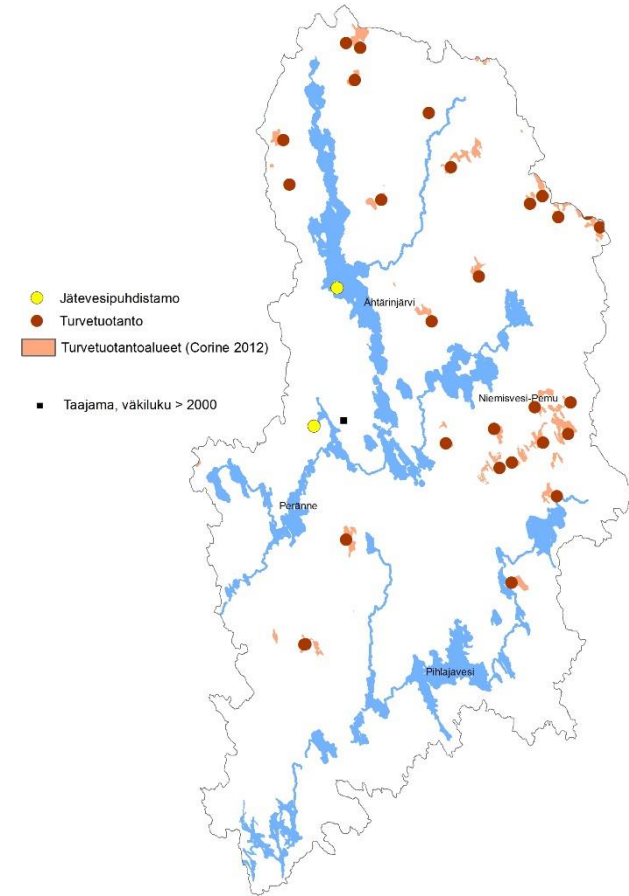 Jätevesipuhdistamo
Turvetuotanto
Turvetuotantoalueet (Corine 2012)
Taajama, väkiluku > 2000
Ähtärinjärvi
Niemisvesi-Pemu
Peränne
Pihlajavesi